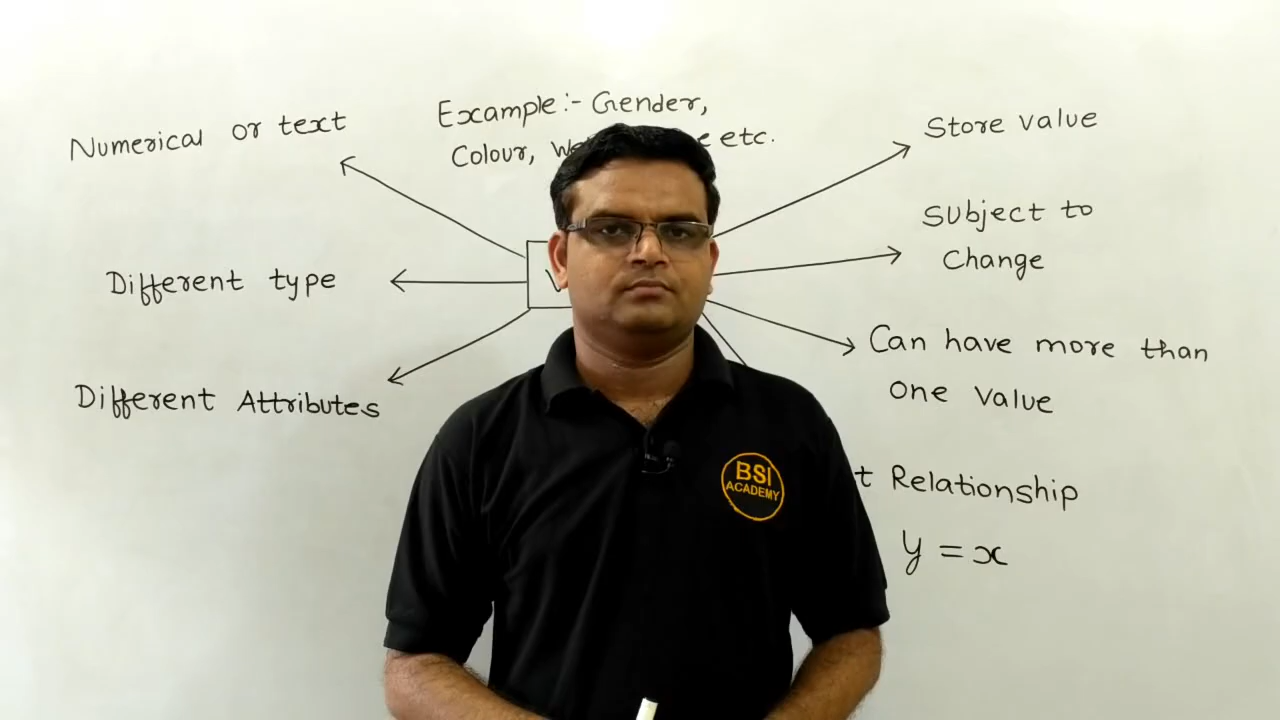 Example:- Gender,
Colour, etc.
Numerical or text
Different type
Different Attributes
Store value
Subject to
Change
Can have more than
one value
Relationship
y = x
BSI
ACADEMY